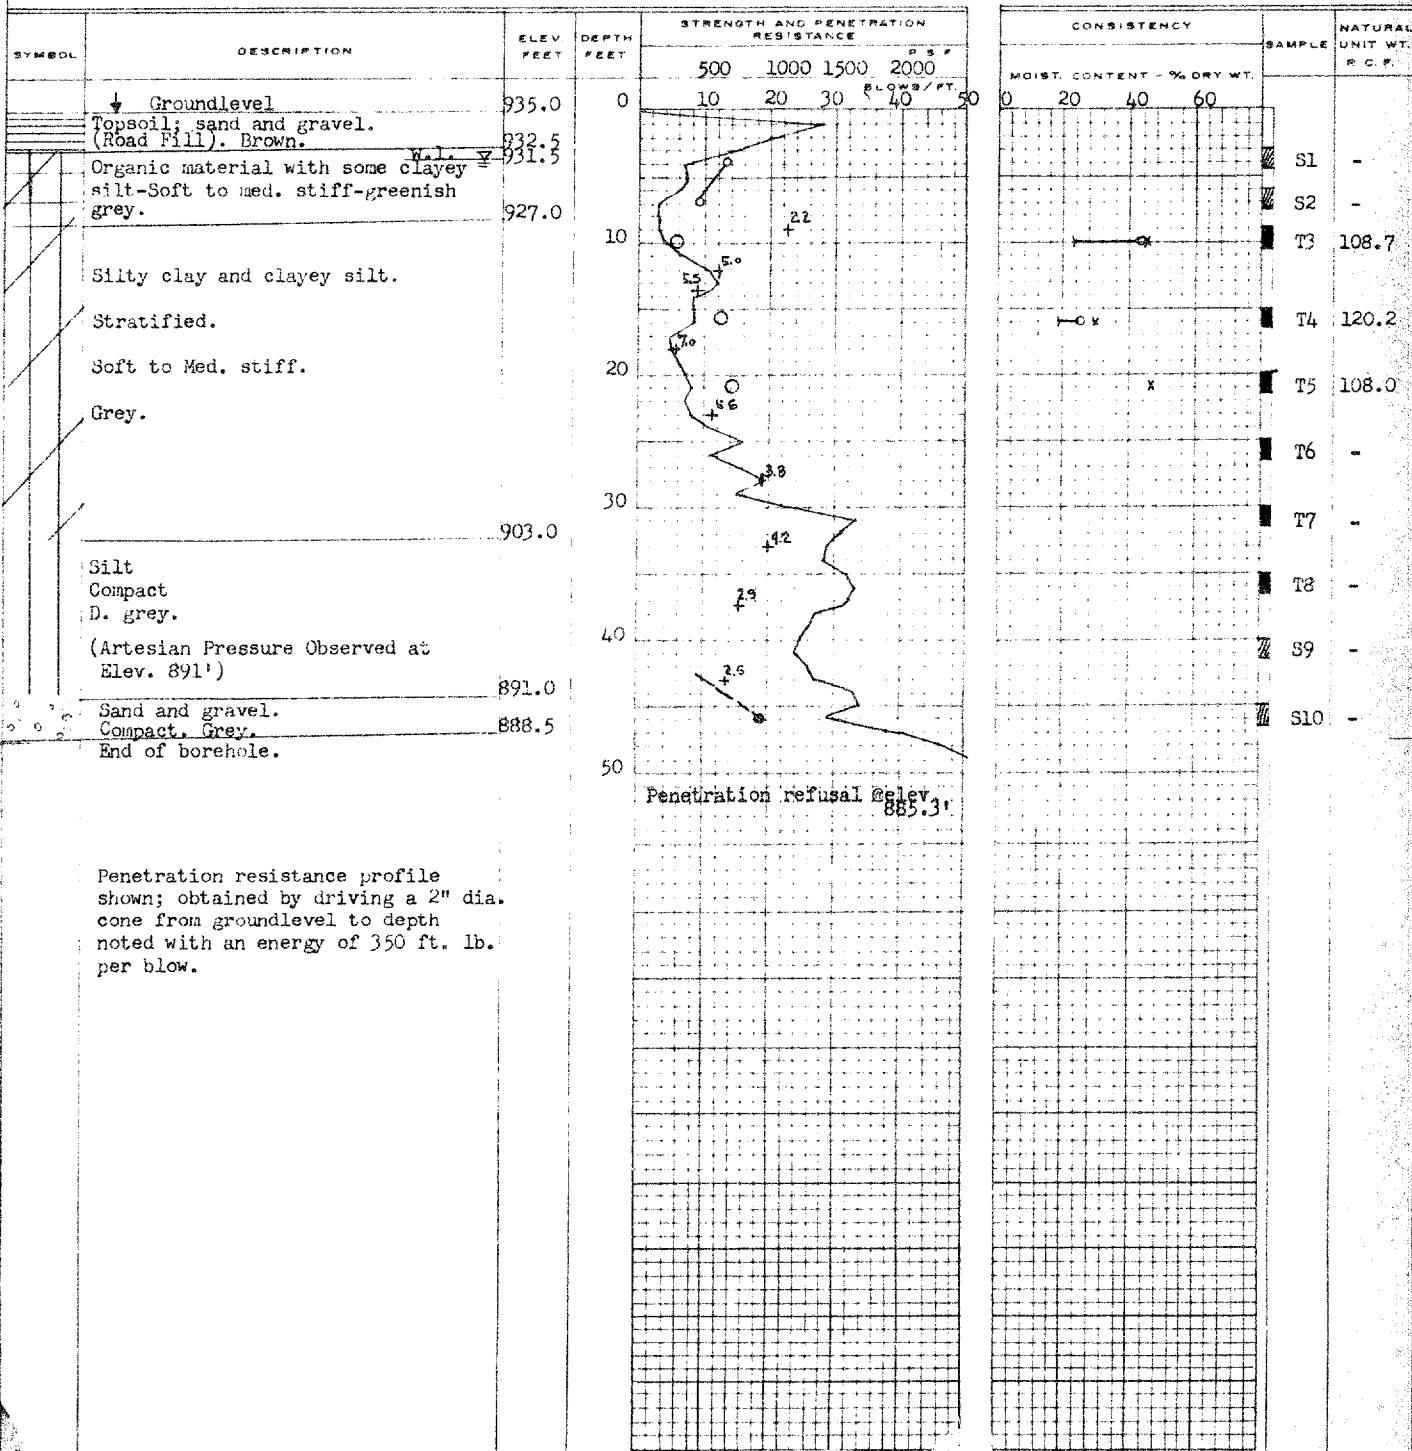 SYMBOL
DESCRIPTION
ELEV. FEET
DEPTH FEET
STRENGTH AND PENETRATION RESISTANCE
P.S.F
500 1000 1500 2000
BLOWS/FT.
10 20 30 40 50
CONSISTENCY
MOIST. CONTENT - % DRY WT.
0 20 40 60
SAMPLE
NATURAL UNIT WT. P.C.F.
Groundlevel 935.0 0
Topsoil; sand and gravel.
(Road Fill). Brown. 932.5
W.L. 931.5
Organic material with some clayey
silt-Soft to med. stiff-greenish
grey. 927.0
Silty clay and clayey silt.
Stratified.
Soft to Med. stiff.
Grey.
903.0
Silt
Compact
D. grey.
(Artesian Pressure Observed at
Elev. 891')
891.0
Sand and gravel.
Compact. Grey. 888.5
End of borehole.
10
20
30
40
50
22
5.0
5.5
7.0
5.6
3.8
4.2
2.9
2.5
Penetration refusal @elev.
885.3'
S1 -
S2 -
T3 108.7
T4 120.2
T5 108.0
T6 -
T7 -
T8 -
S9 -
S10 -
Penetration resistance profile
shown; obtained by driving a 2" dia.
cone from groundlevel to depth
noted with an energy of 350 ft. lb.
per blow.